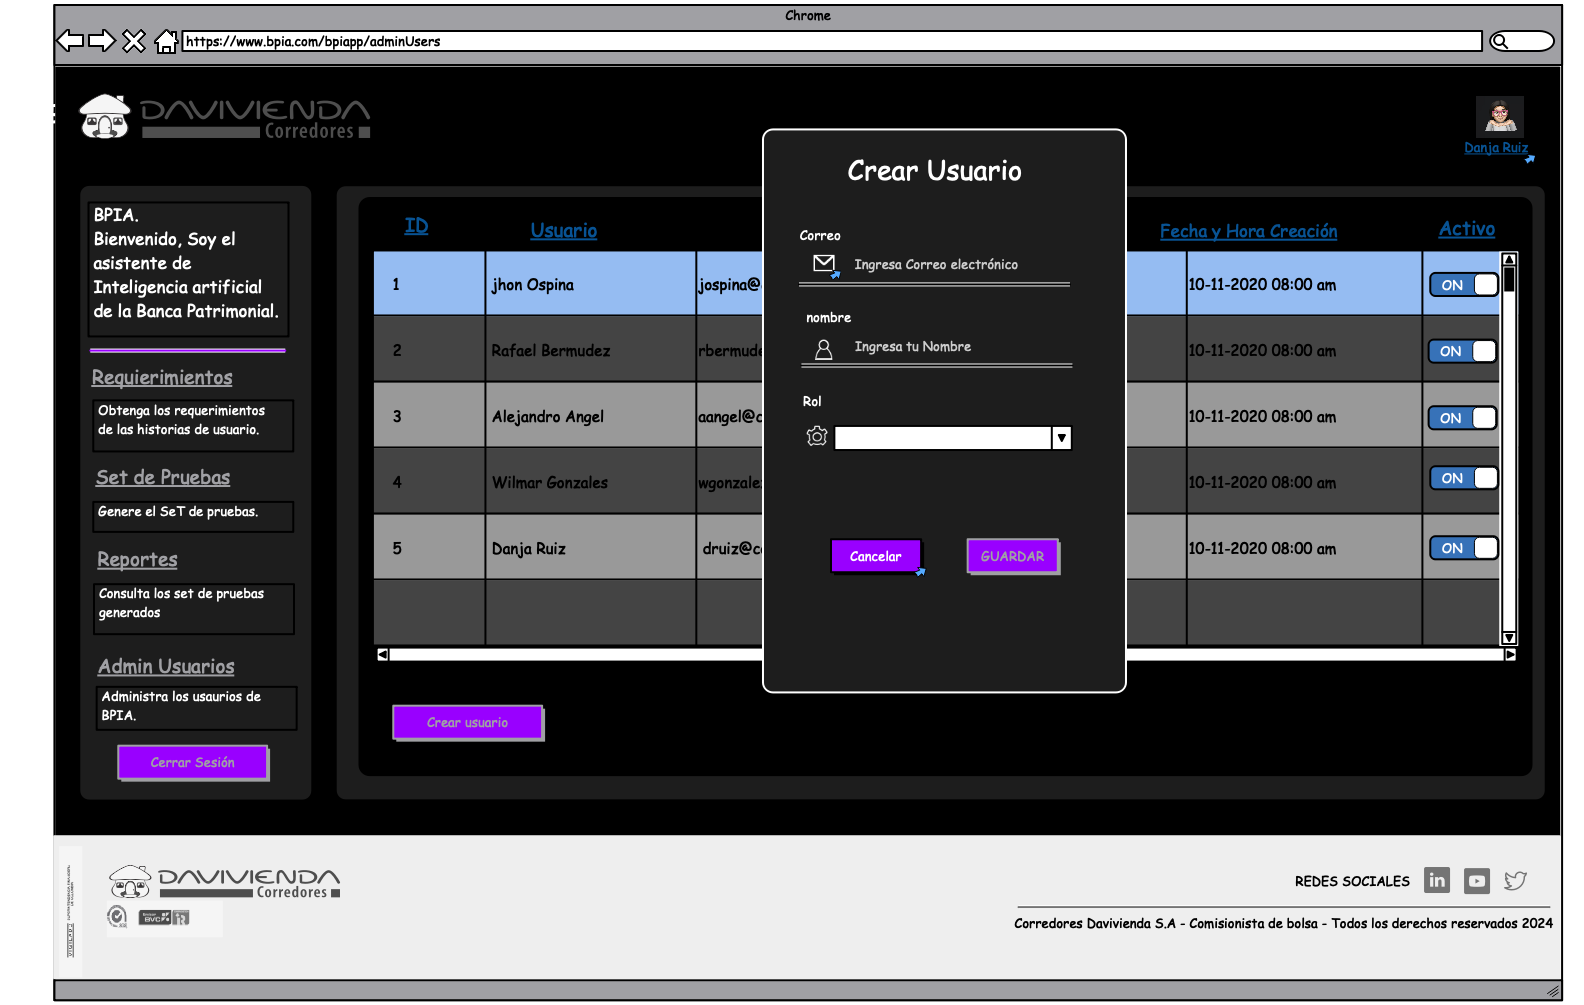 Chrome
https://www.bpia.com/bpiapp/adminUsers
DAVIVIENDA
Corredores
Danja Ruiz
BPIA.
Bienvenido, Soy el
asistente de
Inteligencia artificial
de la Banca Patrimonial.
Requierimientos
Obtenga los requerimientos
de las historias de usuario.
Set de Pruebas
Genere el SeT de pruebas.
Reportes
Consulta los set de pruebas
generados
Admin Usuarios
Administra los usaurios de
BPIA.
Cerrar Sesión
ID Usuario Fecha y Hora Creación Activo
1 jhon Ospina jospina@ 10-11-2020 08:00 am ON
2 Rafael Bermudez rbermude 10-11-2020 08:00 am ON
3 Alejandro Angel aangel@c 10-11-2020 08:00 am ON
4 Wilmar Gonzales wgonzale 10-11-2020 08:00 am ON
5 Danja Ruiz druiz@c 10-11-2020 08:00 am ON
Crear usuario
Crear Usuario
Correo
Ingresa Correo electrónico
nombre
Ingresa tu Nombre
Rol
Cancelar GUARDAR
DAVIVIENDA
Corredores
BVC
IR
REDES SOCIALES
in
Corredores Davivienda S.A - Comisionista de bolsa - Todos los derechos reservados 2024
VIGILADO